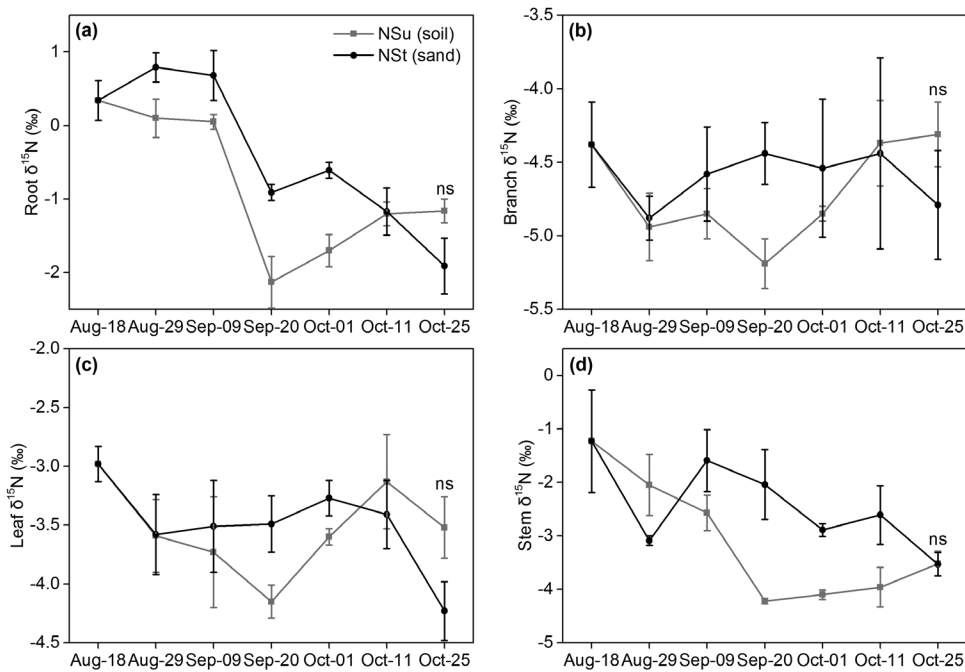 (a)
NSu (soil)
NSt (sand)
1
0
-1
-2
Root δ¹⁵N (‰)
ns
Aug-18 Aug-29 Sep-09 Sep-20 Oct-01 Oct-11 Oct-25
(b)
-3.5
-4.0
-4.5
-5.0
-5.5
Branch δ¹⁵N (‰)
ns
Aug-18 Aug-29 Sep-09 Sep-20 Oct-01 Oct-11 Oct-25
(c)
-2.0
-2.5
-3.0
-3.5
-4.0
-4.5
Leaf δ¹⁵N (‰)
ns
Aug-18 Aug-29 Sep-09 Sep-20 Oct-01 Oct-11 Oct-25
(d)
0
-1
-2
-3
-4
-5
Stem δ¹⁵N (‰)
ns
Aug-18 Aug-29 Sep-09 Sep-20 Oct-01 Oct-11 Oct-25